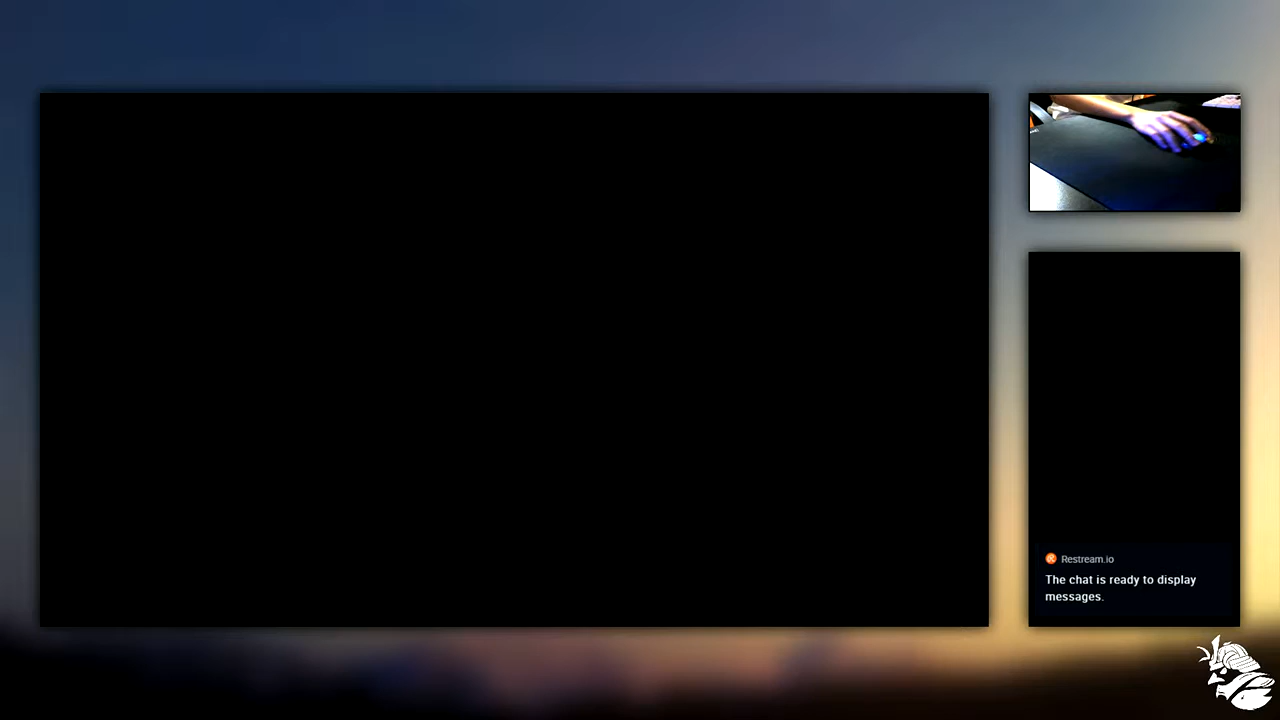 Restream.io
The chat is ready to display
messages.